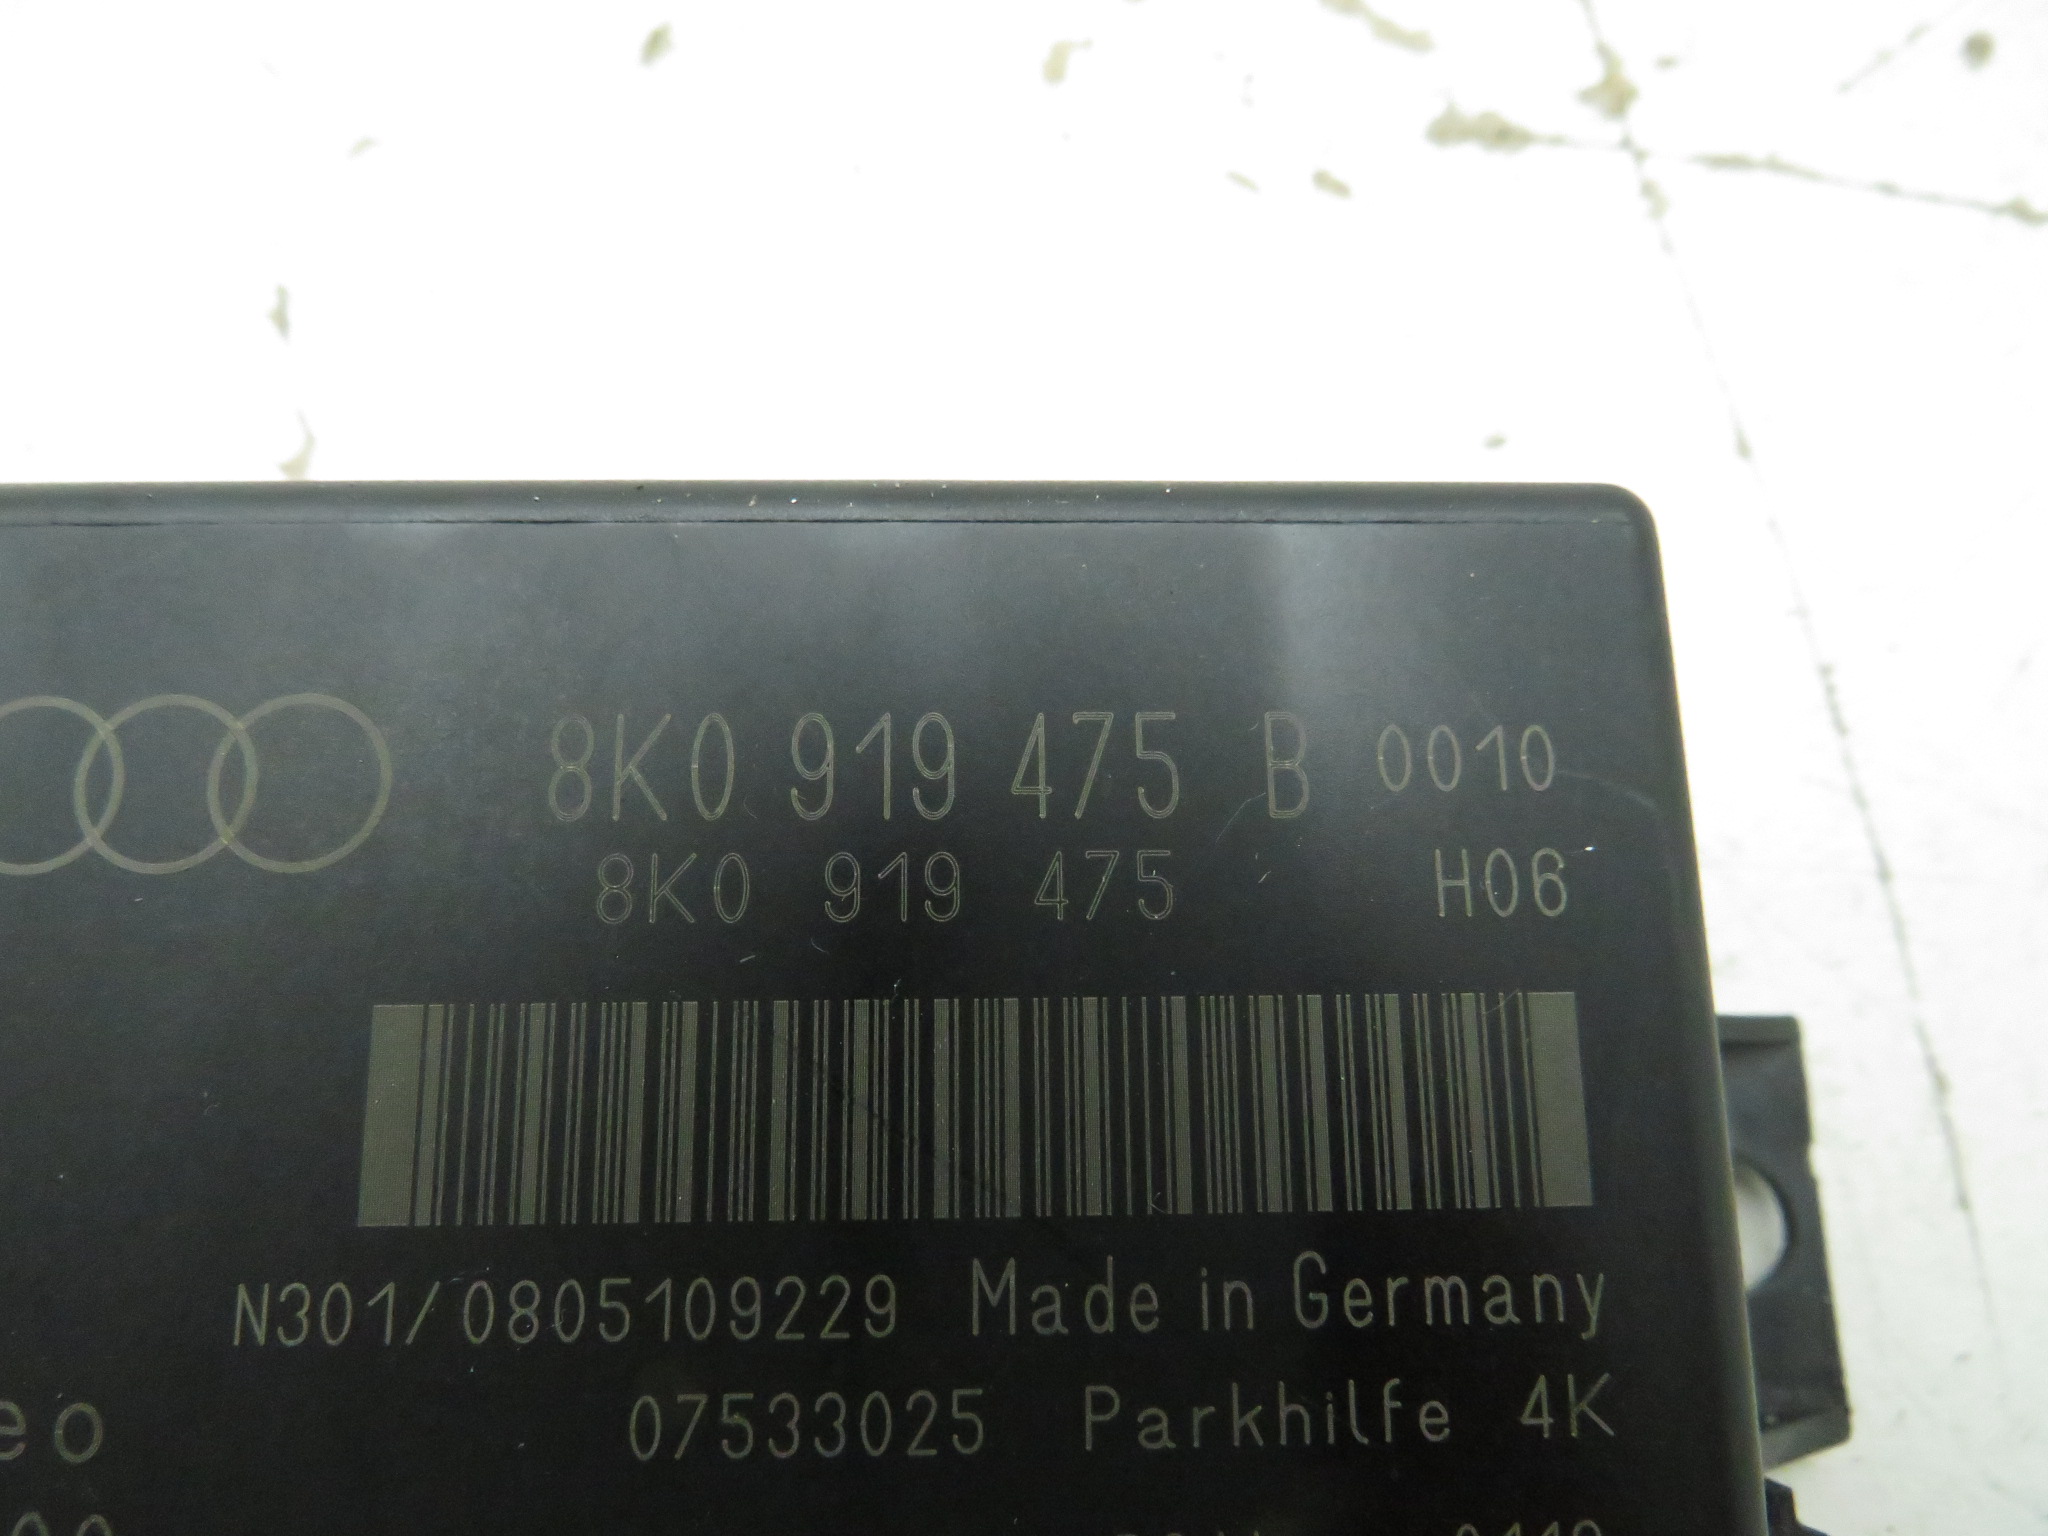 8K0 919 475 B 0010
8K0 919 475 H06
N301/0805109229 Made in Germany
07533025 Parkhilfe 4K